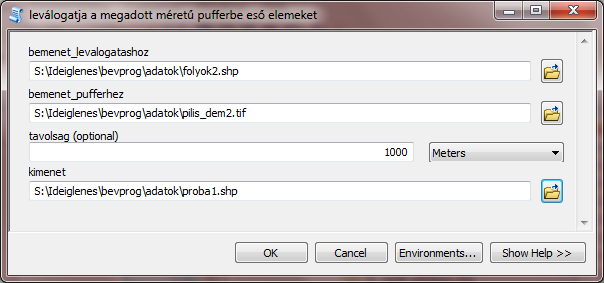 leválogatja a megadott méretű pufferbe eső elemeket
bemenet_levalogatashoz
S:\Ideiglenes\bevprog\adatok\folyok2.shp
bemenet_pufferhez
S:\Ideiglenes\bevprog\adatok\pilis_dem2.tif
tavolsag (optional)
1000 Meters
kimenet
S:\Ideiglenes\bevprog\adatok\proba1.shp
OK Cancel Environments... Show Help >>